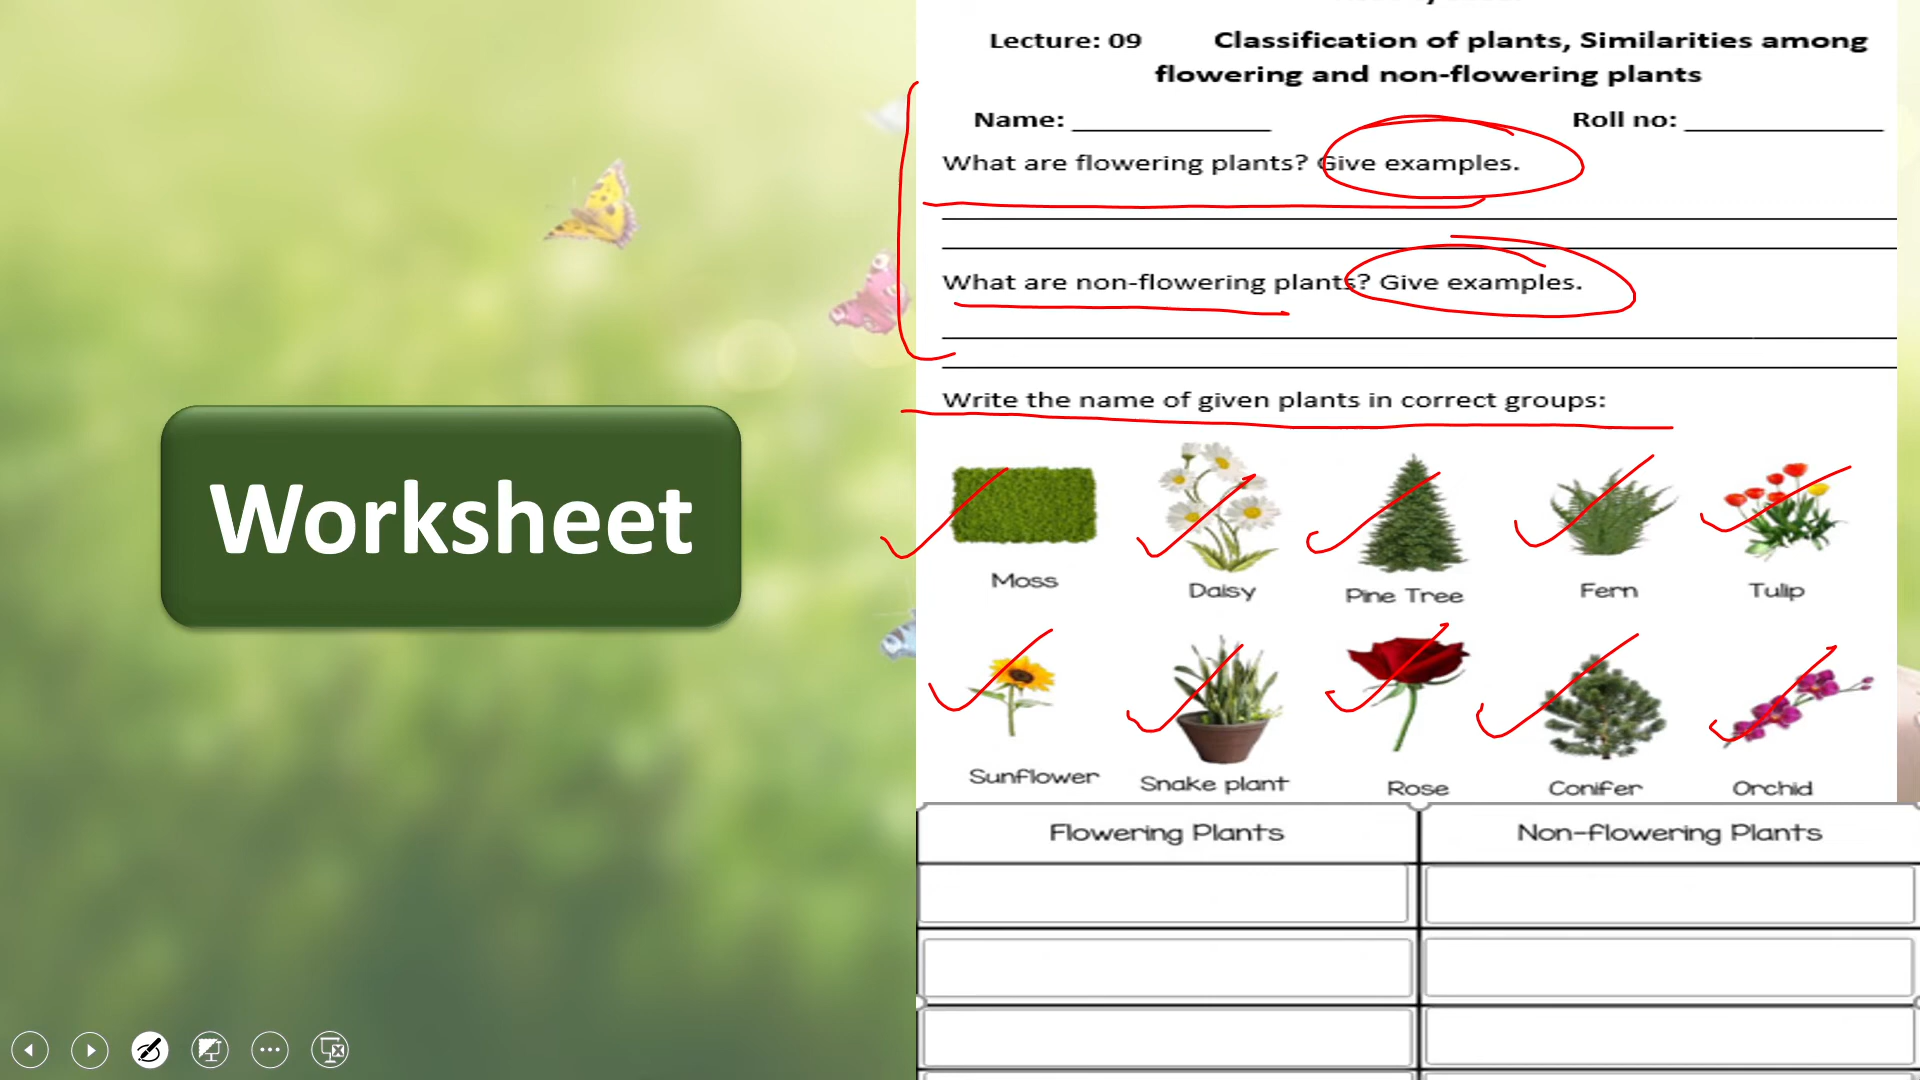 Worksheet
Lecture: 09 Classification of plants, Similarities among
flowering and non-flowering plants
Name: ______________ Roll no: ______________
What are flowering plants? Give examples.
What are non-flowering plants? Give examples.
Write the name of given plants in correct groups:
Moss Daisy Pine Tree Fern Tulip
Sunflower Snake plant Rose Conifer Orchid
Flowering Plants Non-flowering Plants